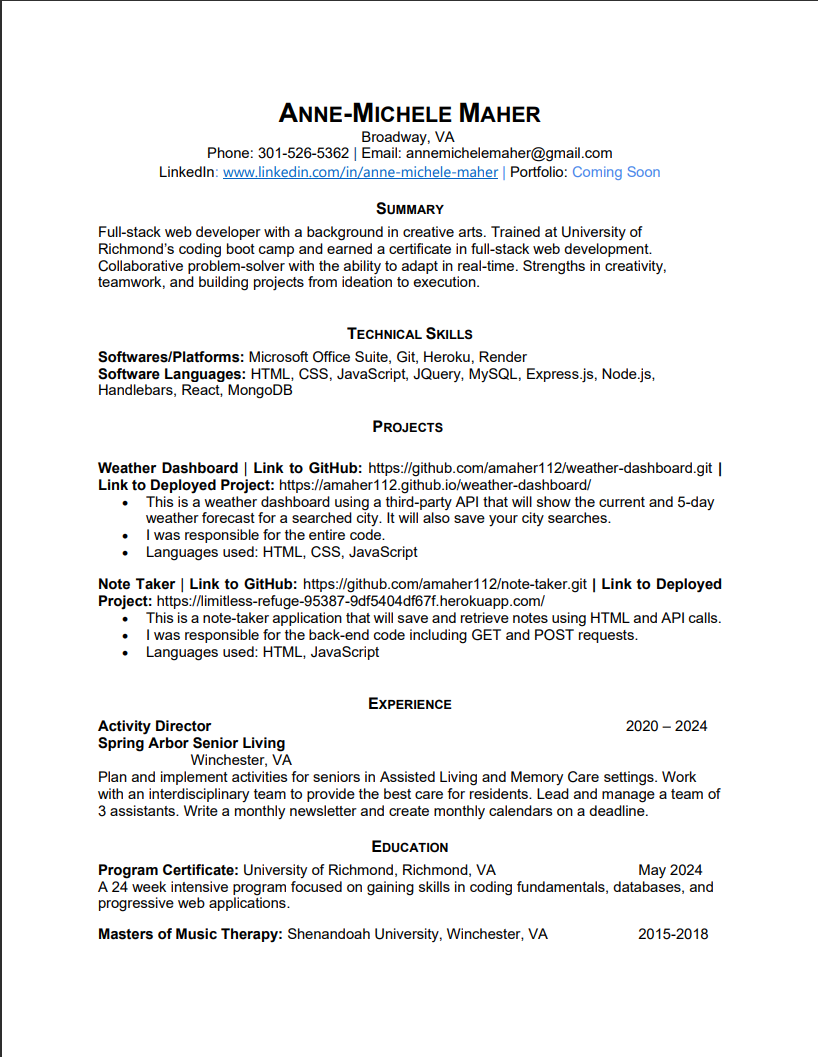 ANNE-MICHELE MAHER
Broadway, VA
Phone: 301-526-5362 | Email: annemichelemaher@gmail.com
LinkedIn: www.linkedin.com/in/anne-michele-maher | Portfolio: Coming Soon
SUMMARY
Full-stack web developer with a background in creative arts. Trained at University of
Richmond’s coding boot camp and earned a certificate in full-stack web development.
Collaborative problem-solver with the ability to adapt in real-time. Strengths in creativity,
teamwork, and building projects from ideation to execution.
TECHNICAL SKILLS
Softwares/Platforms: Microsoft Office Suite, Git, Heroku, Render
Software Languages: HTML, CSS, JavaScript, JQuery, MySQL, Express.js, Node.js,
Handlebars, React, MongoDB
PROJECTS
Weather Dashboard | Link to GitHub: https://github.com/amaher112/weather-dashboard.git |
Link to Deployed Project: https://amaher112.github.io/weather-dashboard/
• This is a weather dashboard using a third-party API that will show the current and 5-day
weather forecast for a searched city. It will also save your city searches.
• I was responsible for the entire code.
• Languages used: HTML, CSS, JavaScript
Note Taker | Link to GitHub: https://github.com/amaher112/note-taker.git | Link to Deployed
Project: https://limitless-refuge-95387-9df5404df67f.herokuapp.com/
• This is a note-taker application that will save and retrieve notes using HTML and API calls.
• I was responsible for the back-end code including GET and POST requests.
• Languages used: HTML, JavaScript
EXPERIENCE
Activity Director 2020 – 2024
Spring Arbor Senior Living
Winchester, VA
Plan and implement activities for seniors in Assisted Living and Memory Care settings. Work
with an interdisciplinary team to provide the best care for residents. Lead and manage a team of
3 assistants. Write a monthly newsletter and create monthly calendars on a deadline.
EDUCATION
Program Certificate: University of Richmond, Richmond, VA May 2024
A 24 week intensive program focused on gaining skills in coding fundamentals, databases, and
progressive web applications.
Masters of Music Therapy: Shenandoah University, Winchester, VA 2015-2018